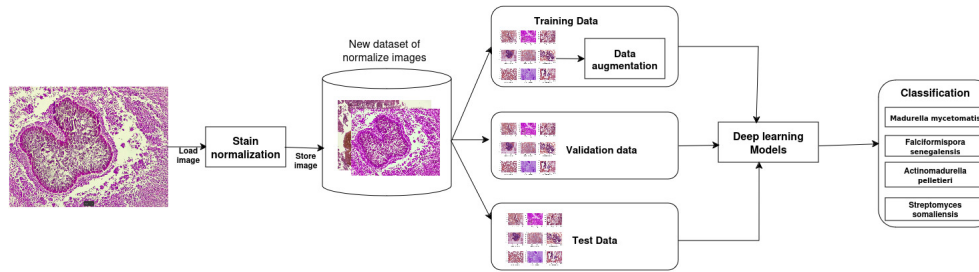 Load
image
Stain
normalization
Store
image
New dataset of
normalize images
Training Data
Data
augmentation
Validation data
Test Data
Deep learning
Models
Classification
Madurella mycetomatis
Falciformispora
senegalensis
Actinomadurella
pelletieri
Streptomyces
somaliensis